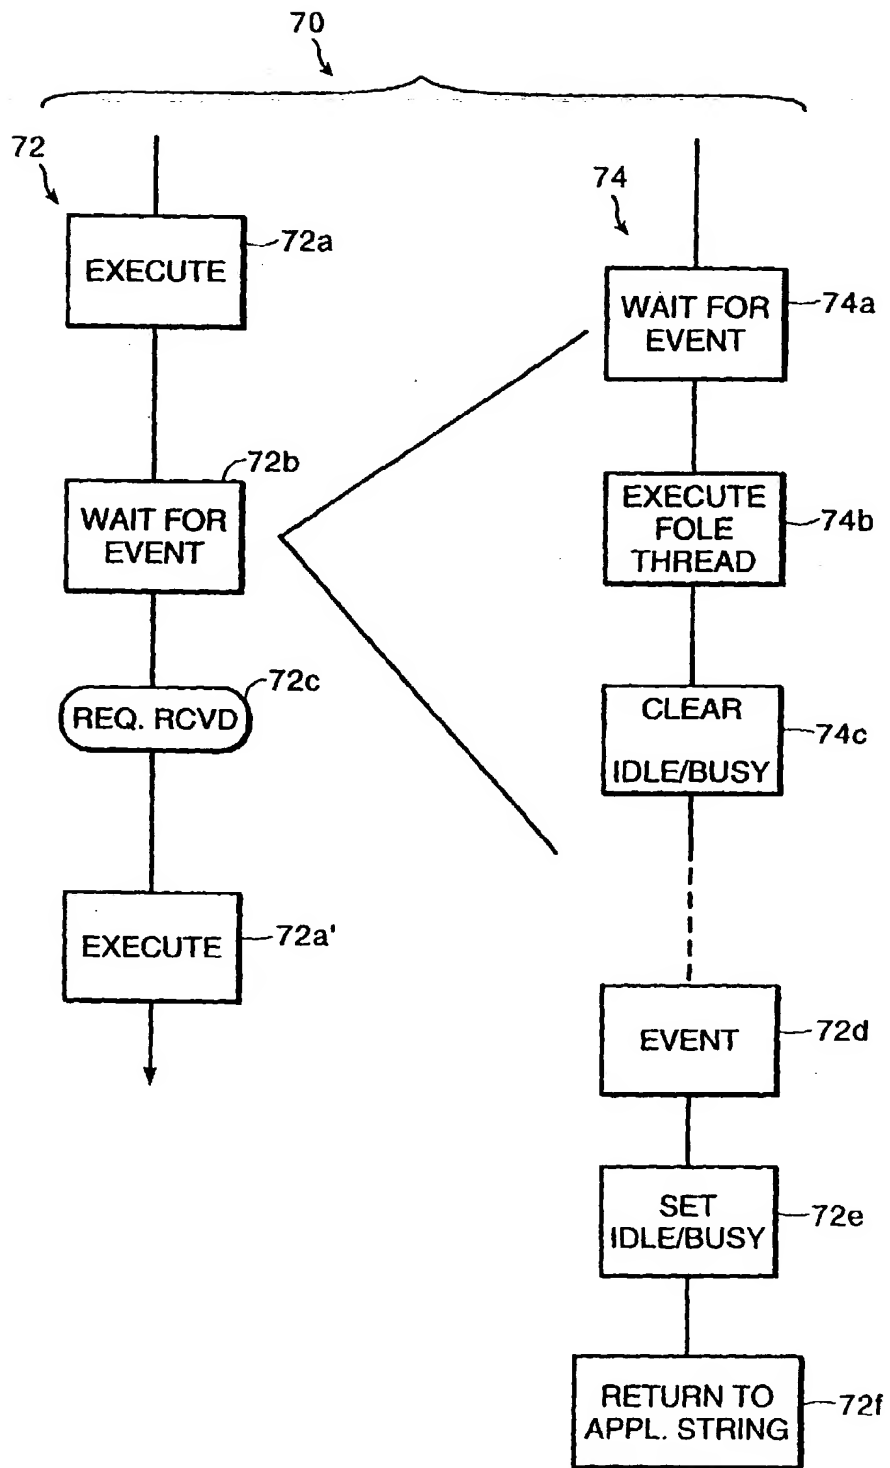 70
72
EXECUTE
72a
WAIT FOR
EVENT
72b
REQ. RCVD
72c
EXECUTE
72a'
74
WAIT FOR
EVENT
74a
EXECUTE
FOLE
THREAD
74b
CLEAR
IDLE/BUSY
74c
EVENT
72d
SET
IDLE/BUSY
72e
RETURN TO
APPL. STRING
72f